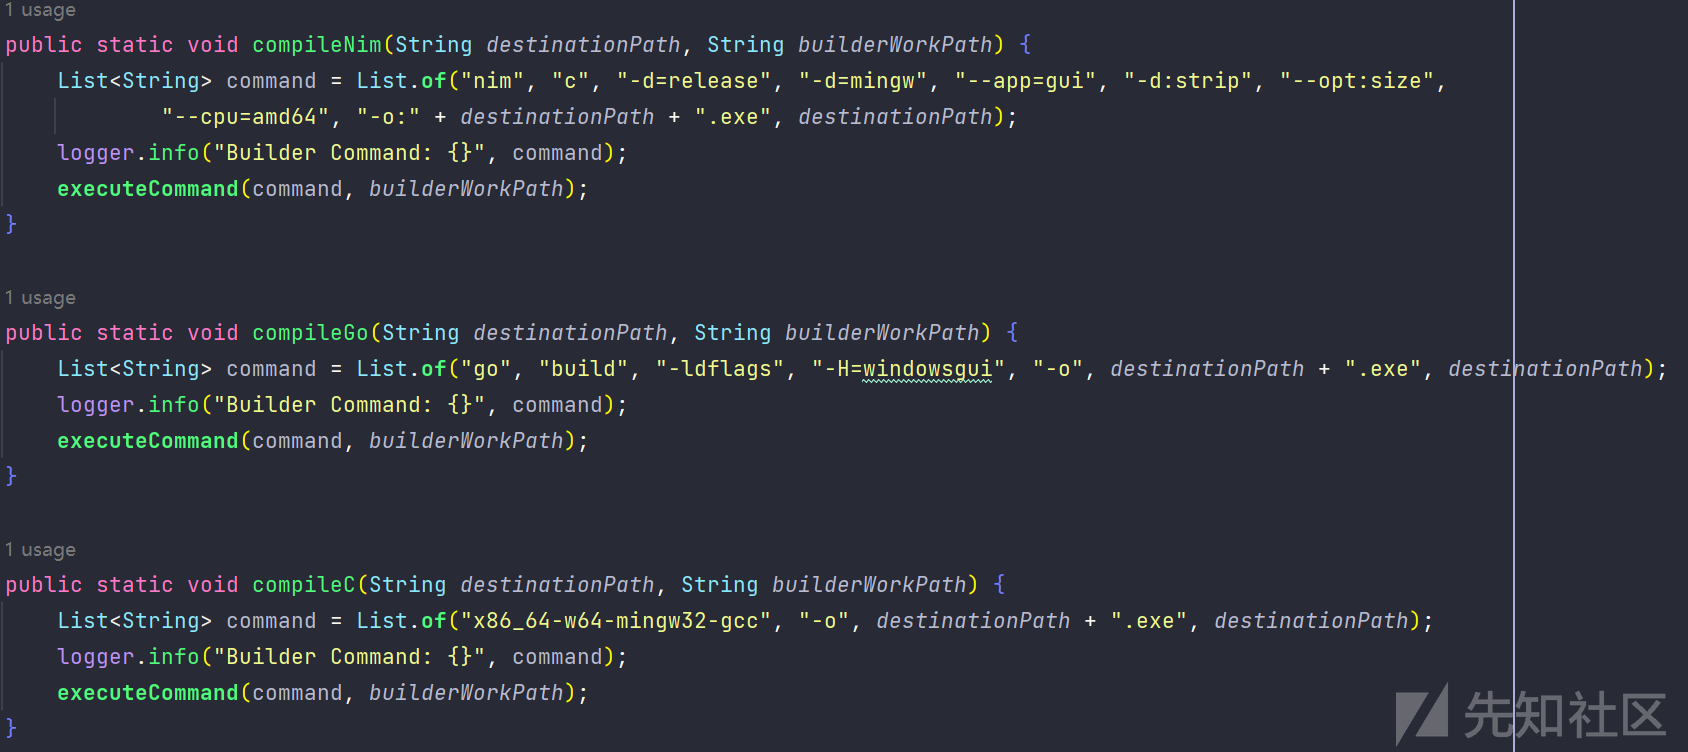 1 usage
public static void compileNim(String destinationPath, String builderWorkPath) {
    List<String> command = List.of("nim", "c", "-d=release", "-d=mingw", "--app=gui", "-d:strip", "--opt:size",
            "--cpu=amd64", "-o:" + destinationPath + ".exe", destinationPath);
    logger.info("Builder Command: {}", command);
    executeCommand(command, builderWorkPath);
}
1 usage
public static void compileGo(String destinationPath, String builderWorkPath) {
    List<String> command = List.of("go", "build", "-ldflags", "-H=windowsgui", "-o", destinationPath + ".exe", destinationPath);
    logger.info("Builder Command: {}", command);
    executeCommand(command, builderWorkPath);
}
1 usage
public static void compileC(String destinationPath, String builderWorkPath) {
    List<String> command = List.of("x86_64-w64-mingw32-gcc", "-o", destinationPath + ".exe", destinationPath);
    logger.info("Builder Command: {}", command);
    executeCommand(command, builderWorkPath);
}
先知社区